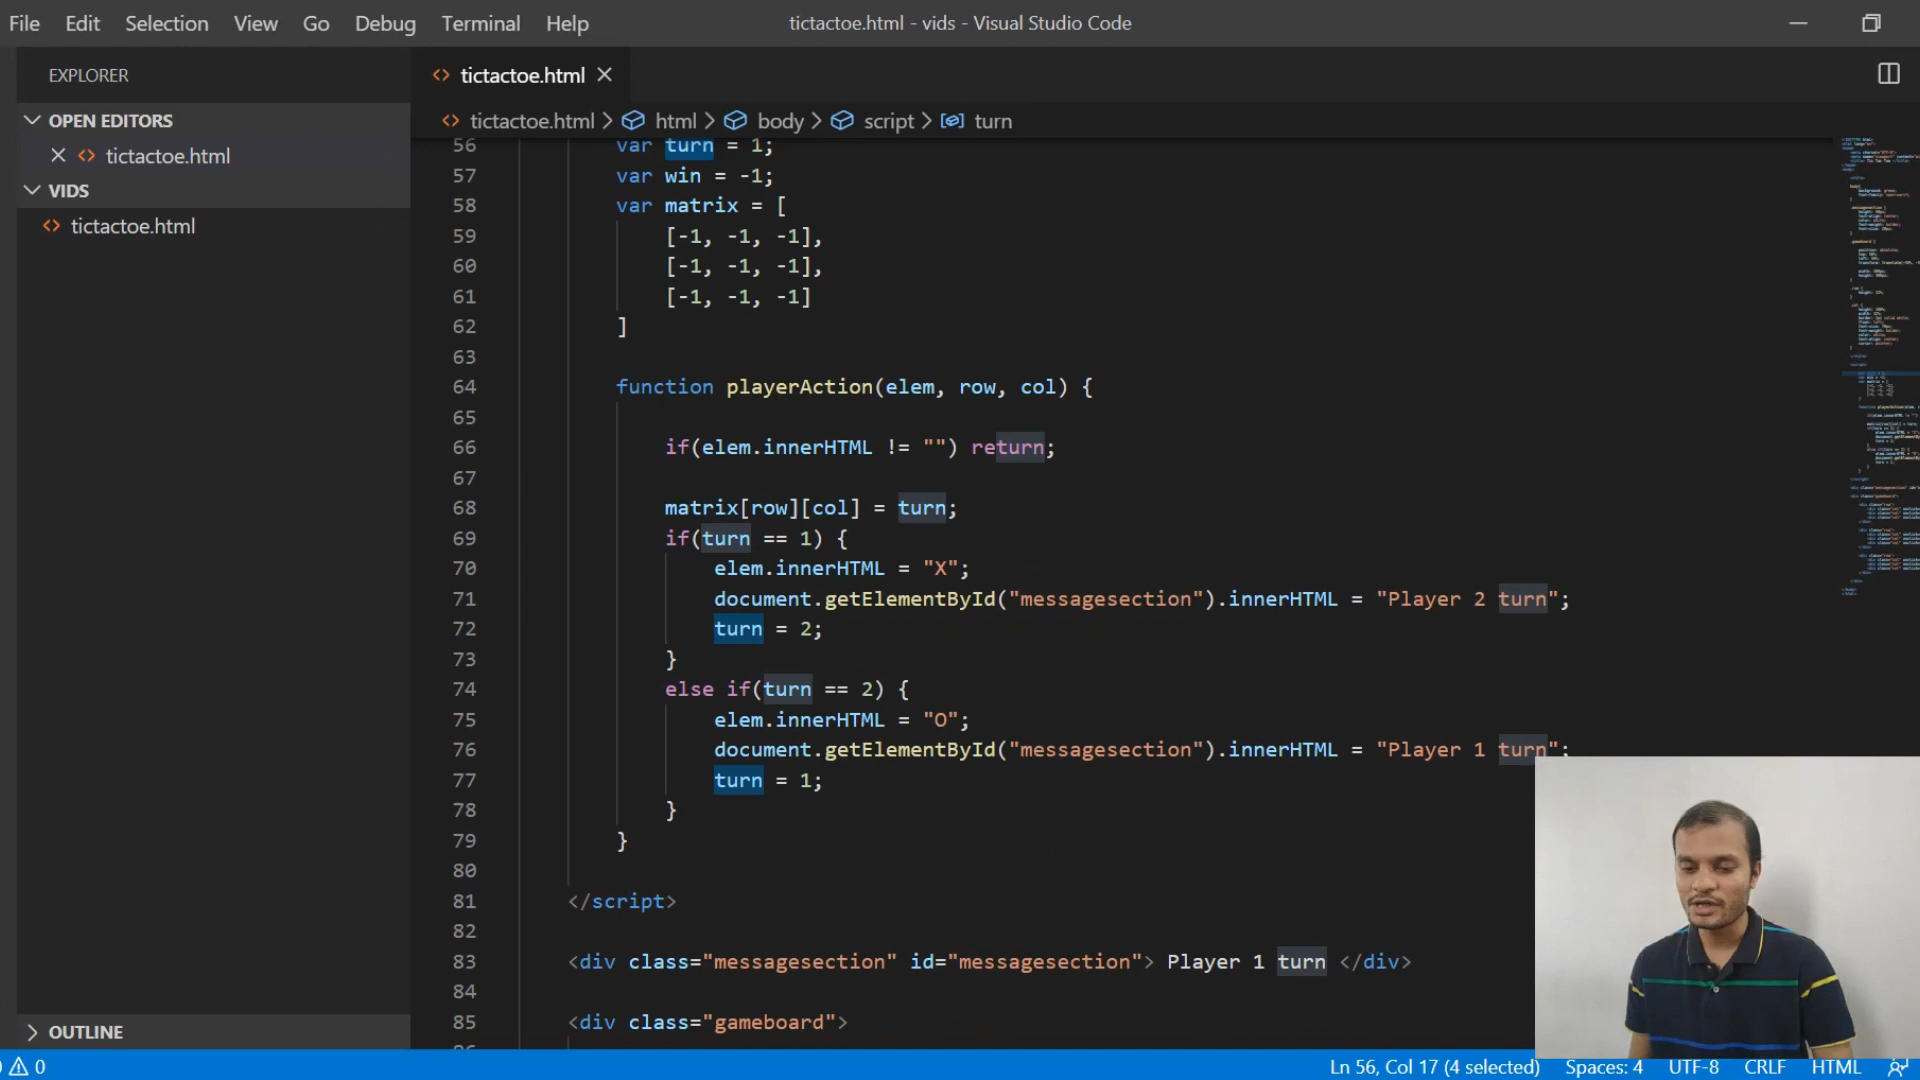 File Edit Selection View Go Debug Terminal Help
tictactoe.html - vids - Visual Studio Code
EXPLORER
OPEN EDITORS
tictactoe.html
VIDS
tictactoe.html
OUTLINE
tictactoe.html
tictactoe.html > html > body > script > turn
56 var turn = 1;
57 var win = -1;
58 var matrix = [
59 [-1, -1, -1],
60 [-1, -1, -1],
61 [-1, -1, -1]
62 ]
63
64 function playerAction(elem, row, col) {
65
66 if(elem.innerHTML != "") return;
67
68 matrix[row][col] = turn;
69 if(turn == 1) {
70 elem.innerHTML = "X";
71 document.getElementById("messagesection").innerHTML = "Player 2 turn";
72 turn = 2;
73 }
74 else if(turn == 2) {
75 elem.innerHTML = "O";
76 document.getElementById("messagesection").innerHTML = "Player 1 turn";
77 turn = 1;
78 }
79 }
80
81 </script>
82
83 <div class="messagesection" id="messagesection"> Player 1 turn </div>
84
85 <div class="gameboard">
0
Ln 56, Col 17 (4 selected) Spaces: 4 UTF-8 CRLF HTML